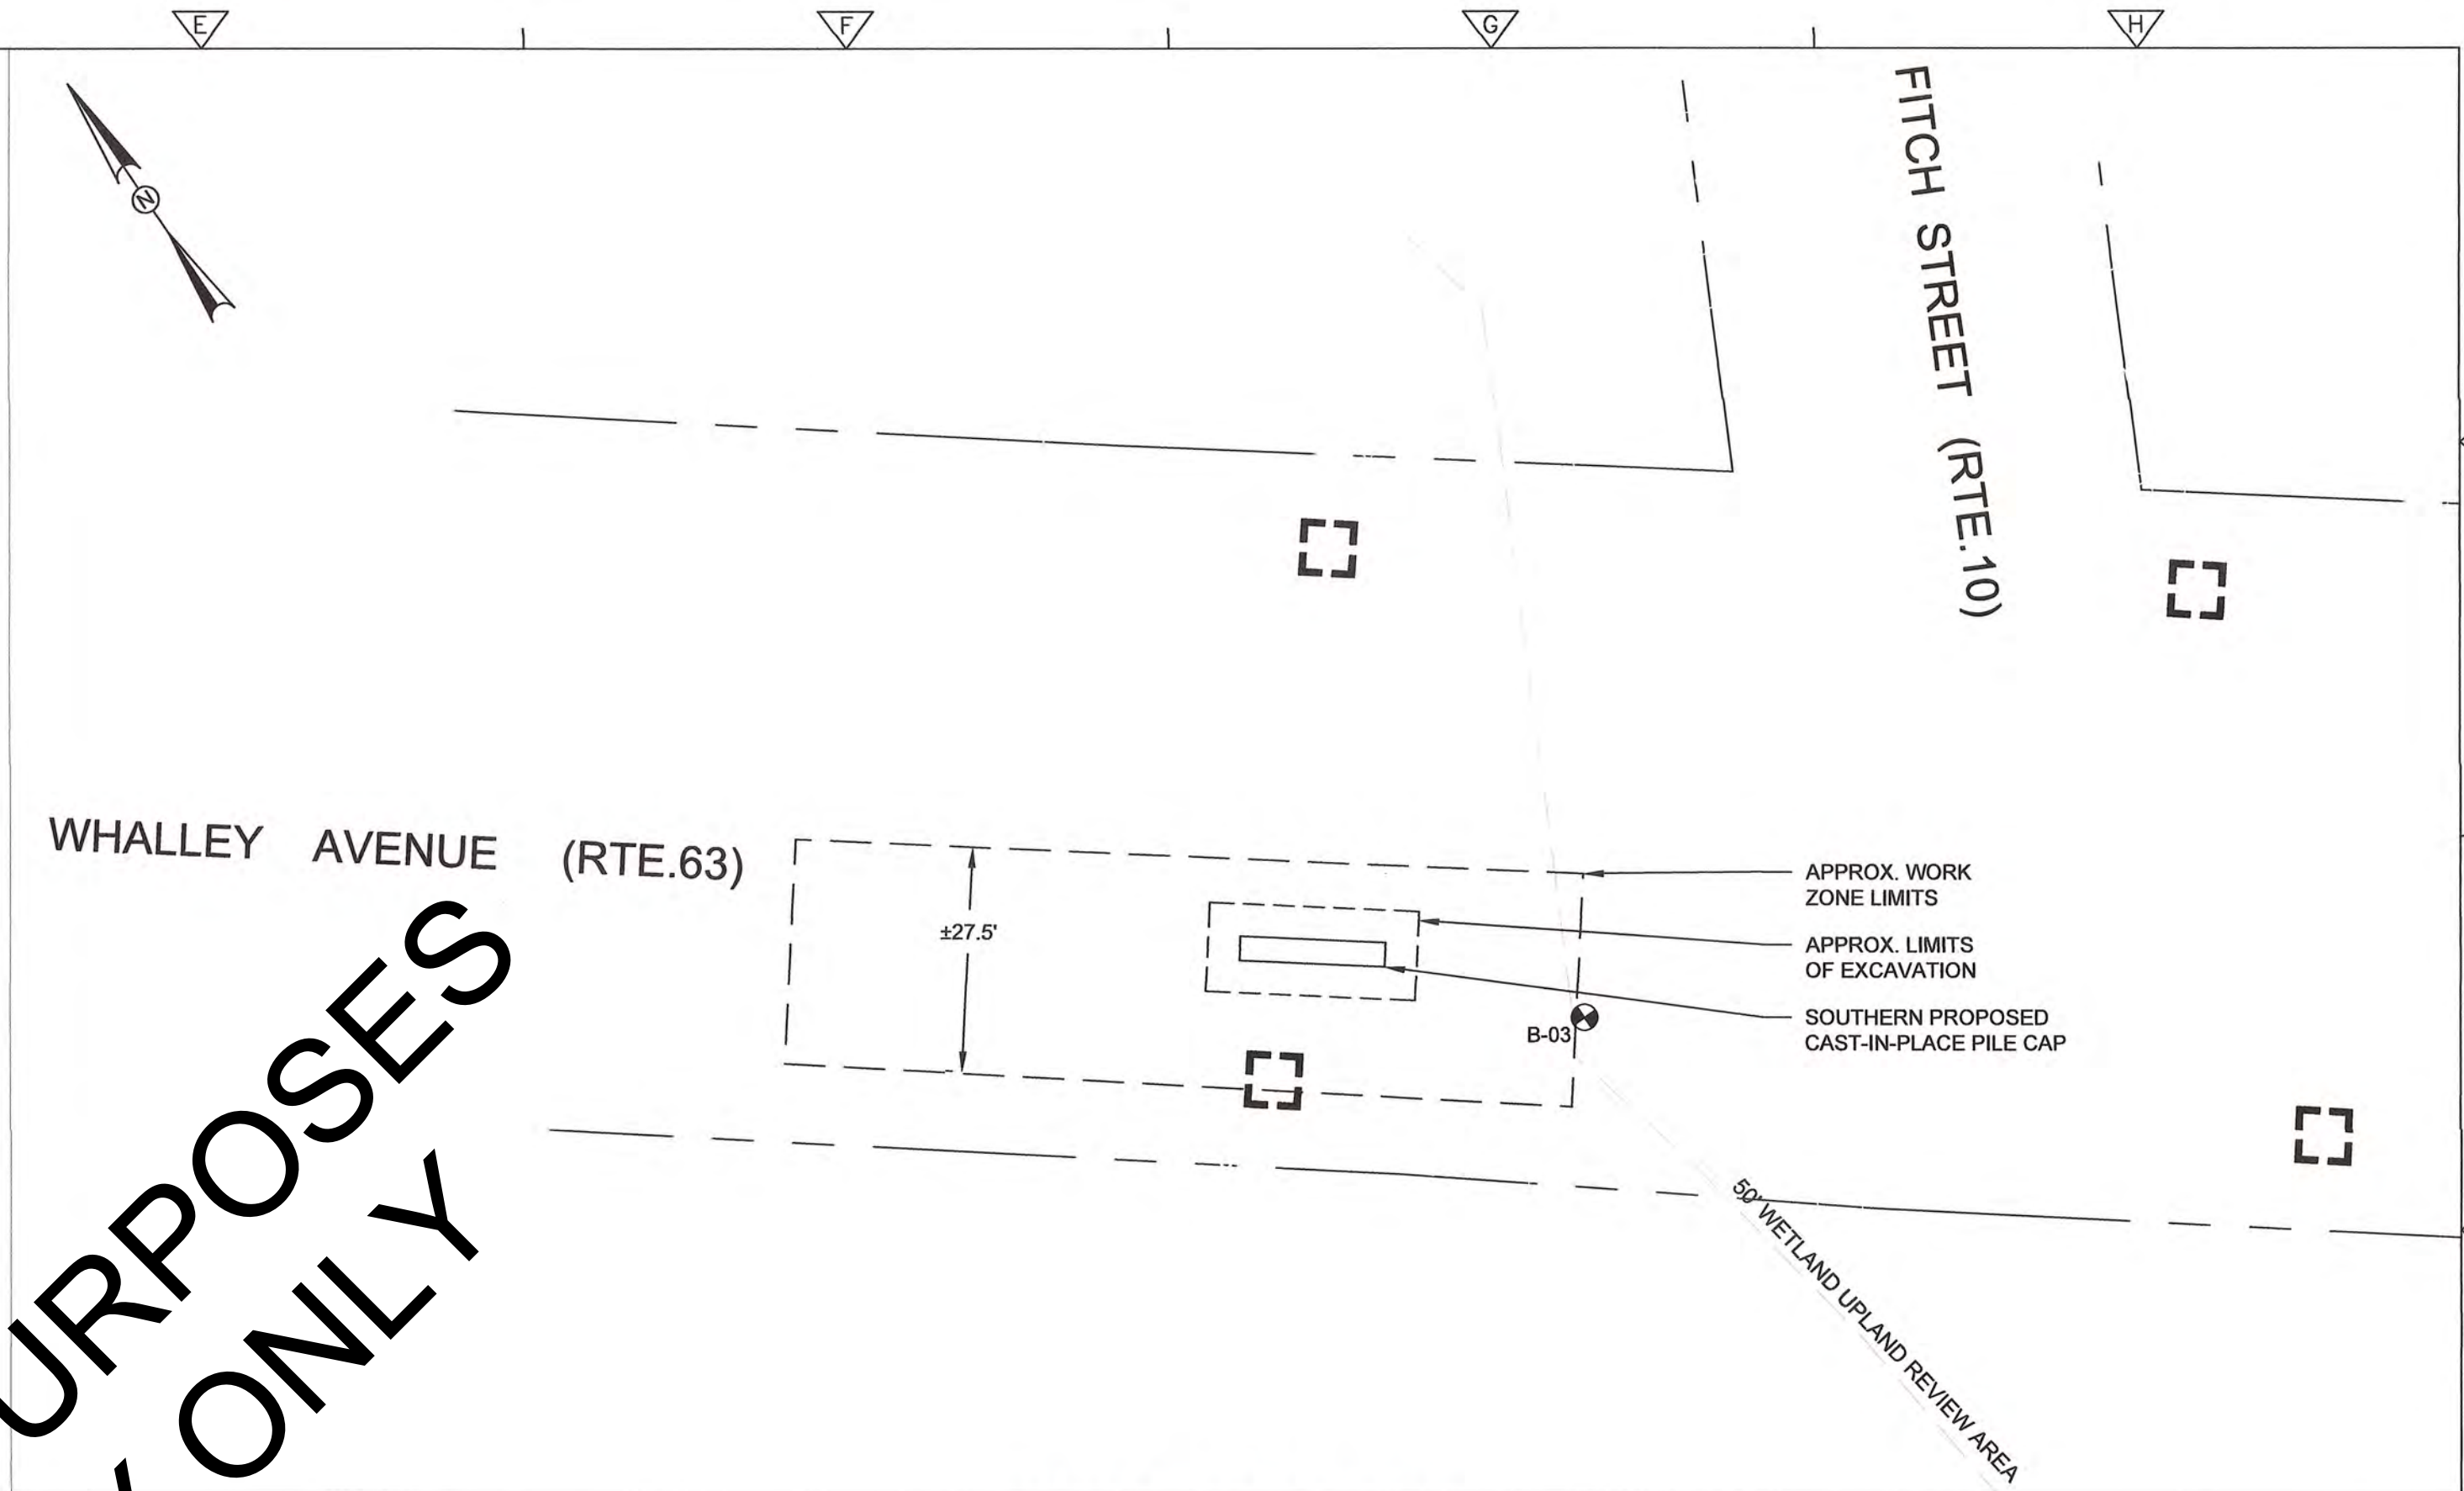 E
F
G
H
N
FITCH STREET (RTE.10)
WHALLEY AVENUE (RTE.63)
±27.5'
APPROX. WORK
ZONE LIMITS
APPROX. LIMITS
OF EXCAVATION
SOUTHERN PROPOSED
CAST-IN-PLACE PILE CAP
B-03
50' WETLAND UPLAND REVIEW AREA
URPOSES
ONLY